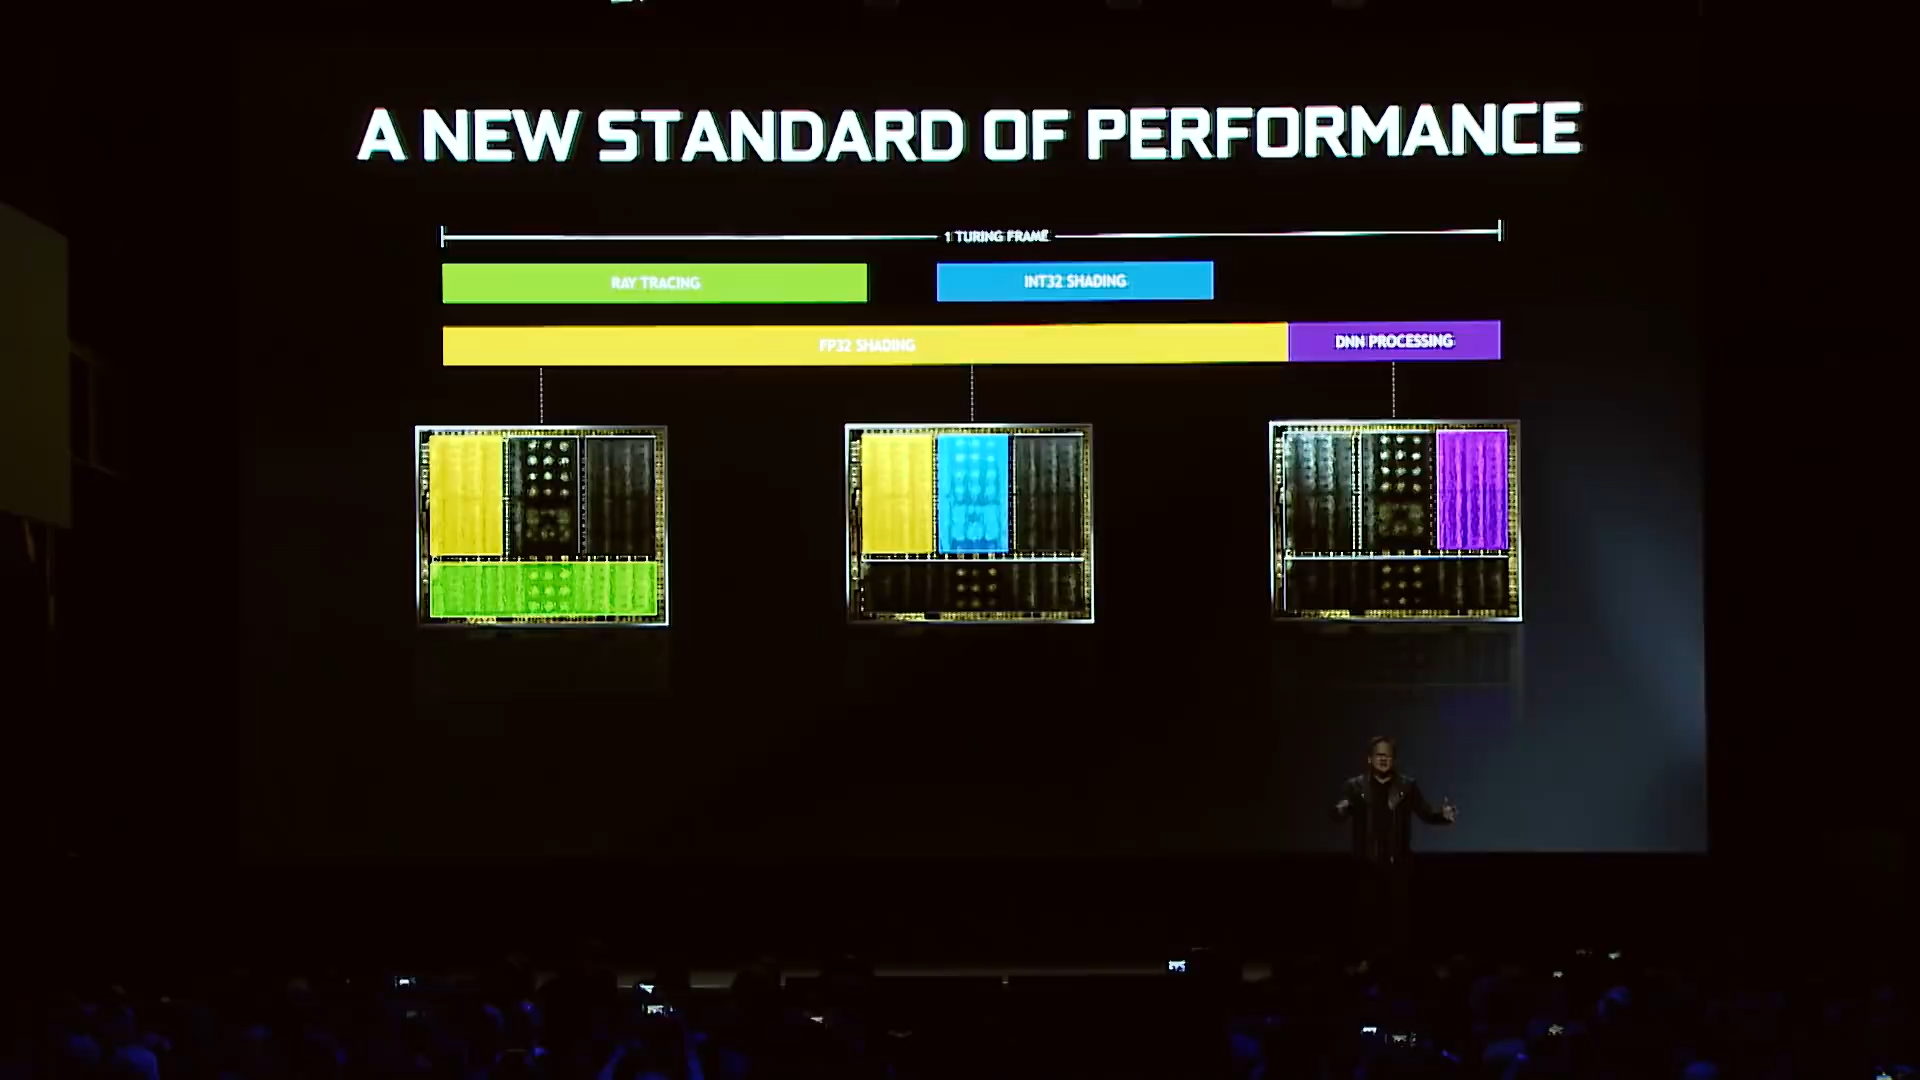 A NEW STANDARD OF PERFORMANCE
1 TURING FRAME
RAY TRACING
INT32 SHADING
FP32 SHADING
DNN PROCESSING